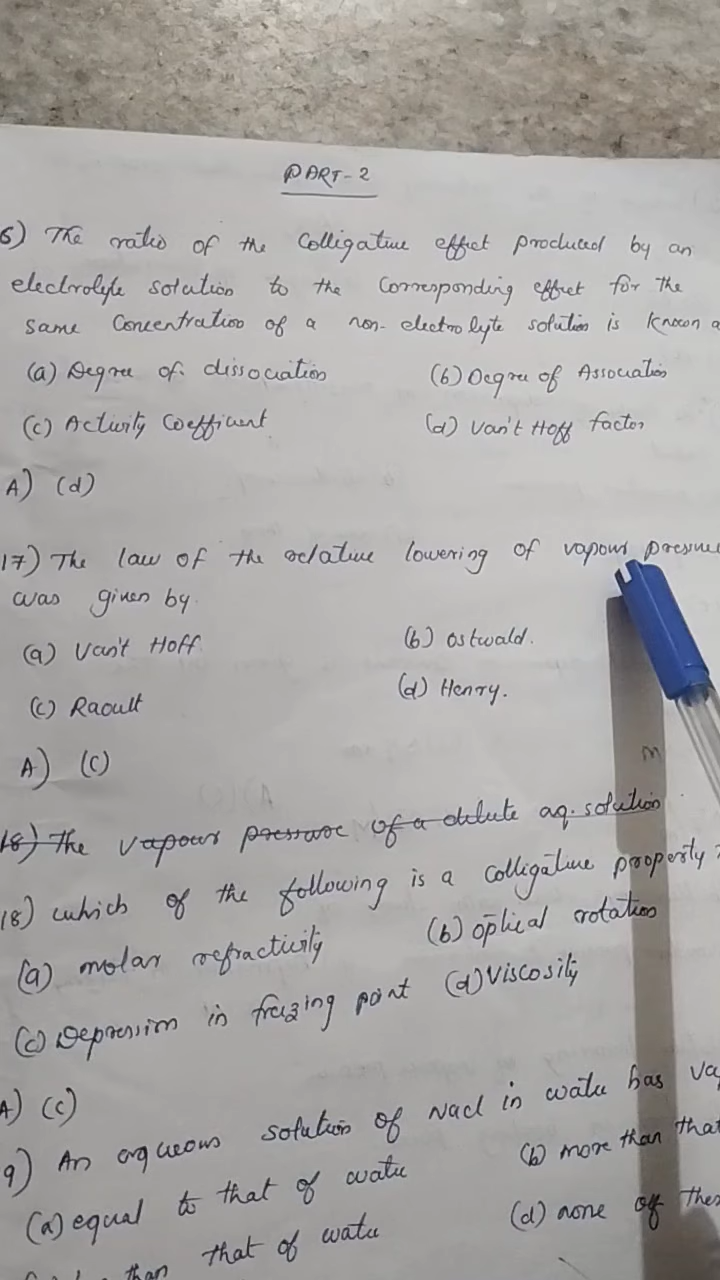 PART-2
6) The ratio of the Colligative effect produced by an
electrolyte solution to the Corresponding effect for the
same Concentration of a non-electrolyte solution is known
(a) Degree of dissociation (b) Degree of Association
(c) Activity Coefficient (d) Van't Hoff factor
A) (d)
17) The law of the relative lowering of vapour pressure
was given by
(a) Van't Hoff (b) Ostwald.
(c) Raoult (d) Henry.
A) (c)
m
18) The vapour pressure of a dilute aq. solution
18) which of the following is a colligative property
(a) molar refractivity (b) optical rotation
(c) Depression in freezing point (d) Viscosity
A) (c)
9) An aqueous solution of Nacl in water has va
(a) equal to that of water (b) more than that
than that of water (d) none of thes